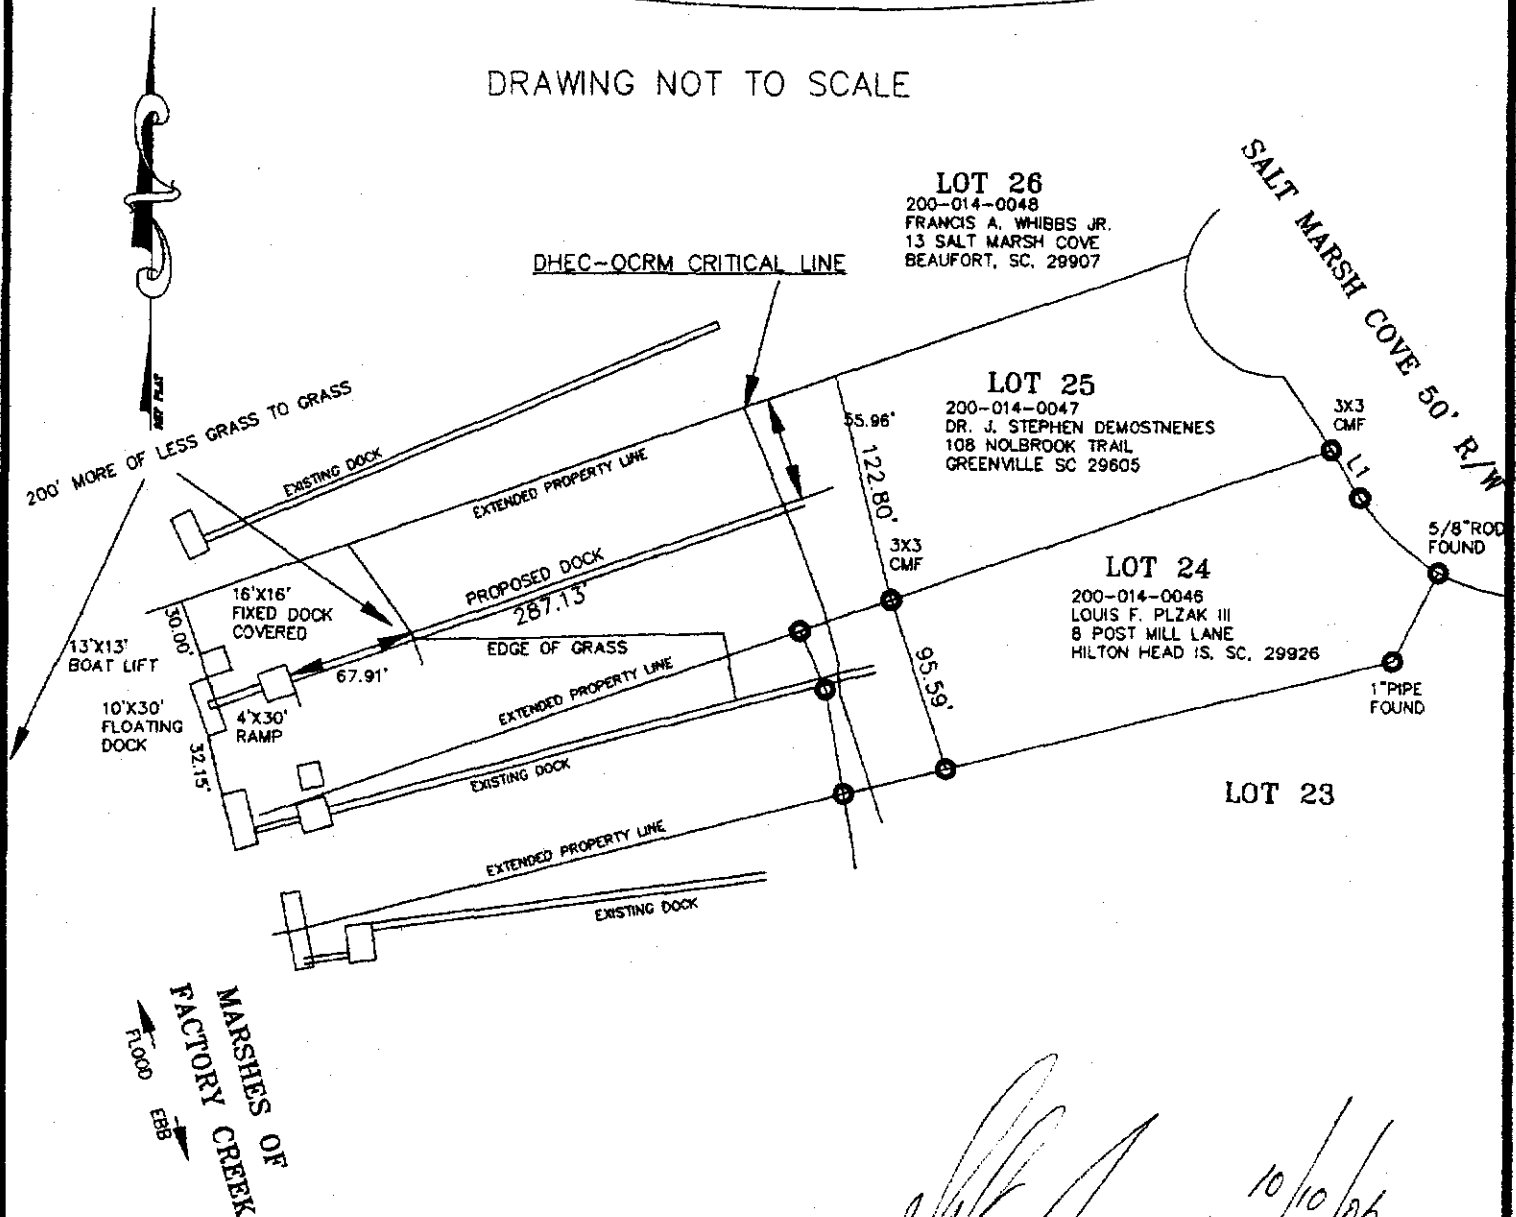 DRAWING NOT TO SCALE
SALT MARSH COVE 50' R/W
LOT 26
200-014-0048
FRANCIS A. WHIBBS JR.
13 SALT MARSH COVE
BEAUFORT, SC, 29907
DHEC-OCRM CRITICAL LINE
REF PLAT
200' MORE OF LESS GRASS TO GRASS
EXISTING DOCK
EXTENDED PROPERTY LINE
LOT 25
200-014-0047
DR. J. STEPHEN DEMOSTNENES
108 NOLBROOK TRAIL
GREENVILLE SC 29605
55.96'
122.80'
3X3
CMF
L1
5/8"ROD
FOUND
3X3
CMF
LOT 24
200-014-0046
LOUIS F. PLZAK III
8 POST MILL LANE
HILTON HEAD IS, SC, 29926
1"PIPE
FOUND
PROPOSED DOCK
287.13'
16'X16'
FIXED DOCK
COVERED
30.00'
13'X13'
BOAT LIFT
67.91'
EDGE OF GRASS
10'X30'
FLOATING
DOCK
4'X30'
RAMP
32.15'
EXTENDED PROPERTY LINE
95.59'
EXISTING DOCK
LOT 23
EXTENDED PROPERTY LINE
EXISTING DOCK
MARSHES OF
FACTORY CREEK
FLOOD
EBB
10/10/06